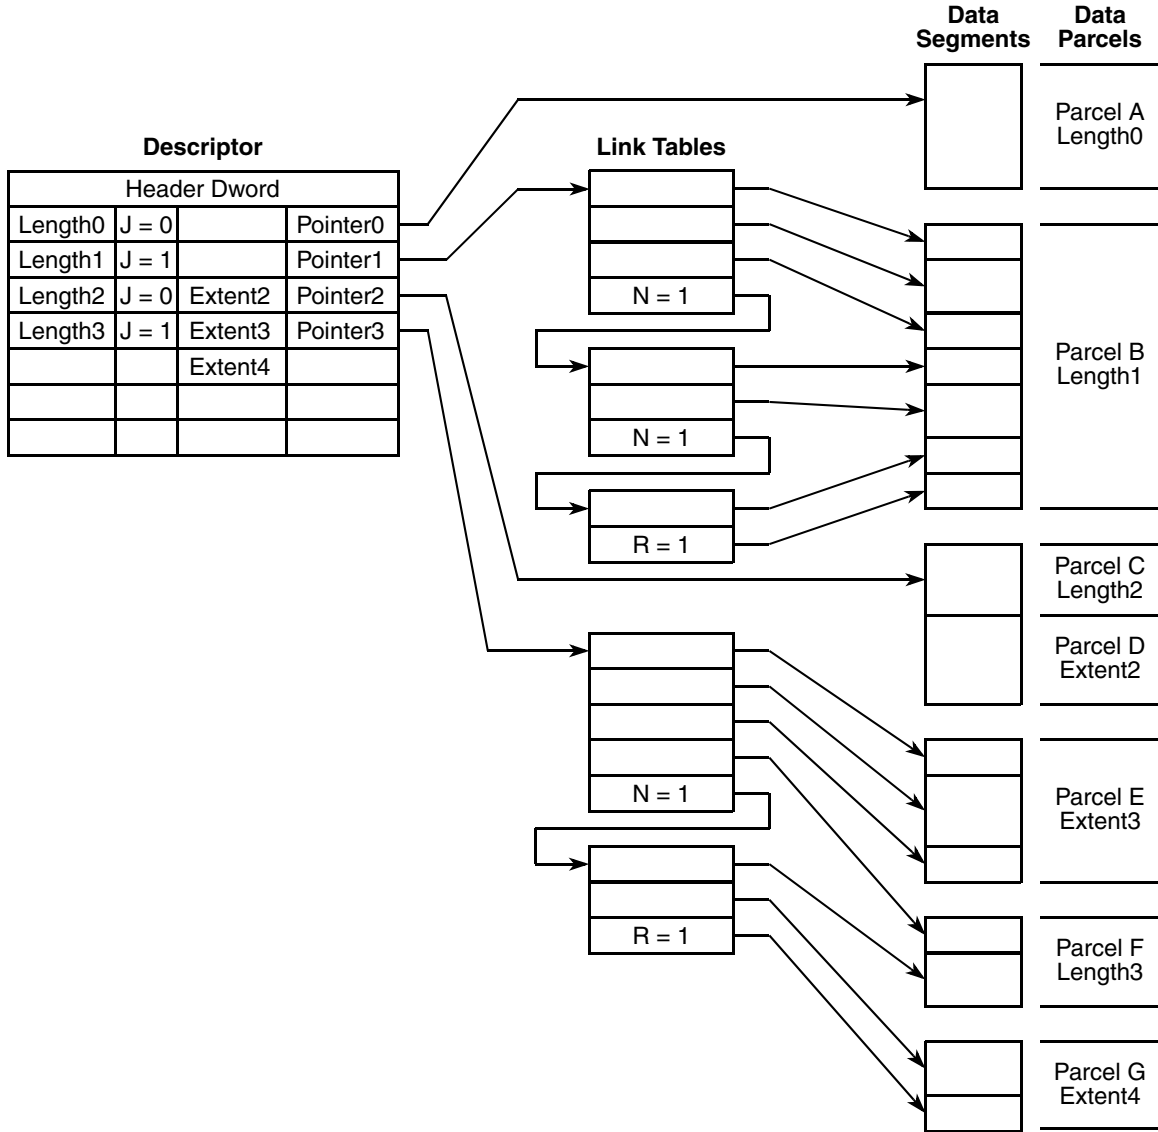 Data
Segments
Data
Parcels
Parcel A
Length0
Descriptor
Header Dword
Length0 J = 0 Pointer0
Length1 J = 1 Pointer1
Length2 J = 0 Extent2 Pointer2
Length3 J = 1 Extent3 Pointer3
Extent4
Link Tables
N = 1
N = 1
R = 1
Parcel B
Length1
Parcel C
Length2
Parcel D
Extent2
N = 1
R = 1
Parcel E
Extent3
Parcel F
Length3
Parcel G
Extent4